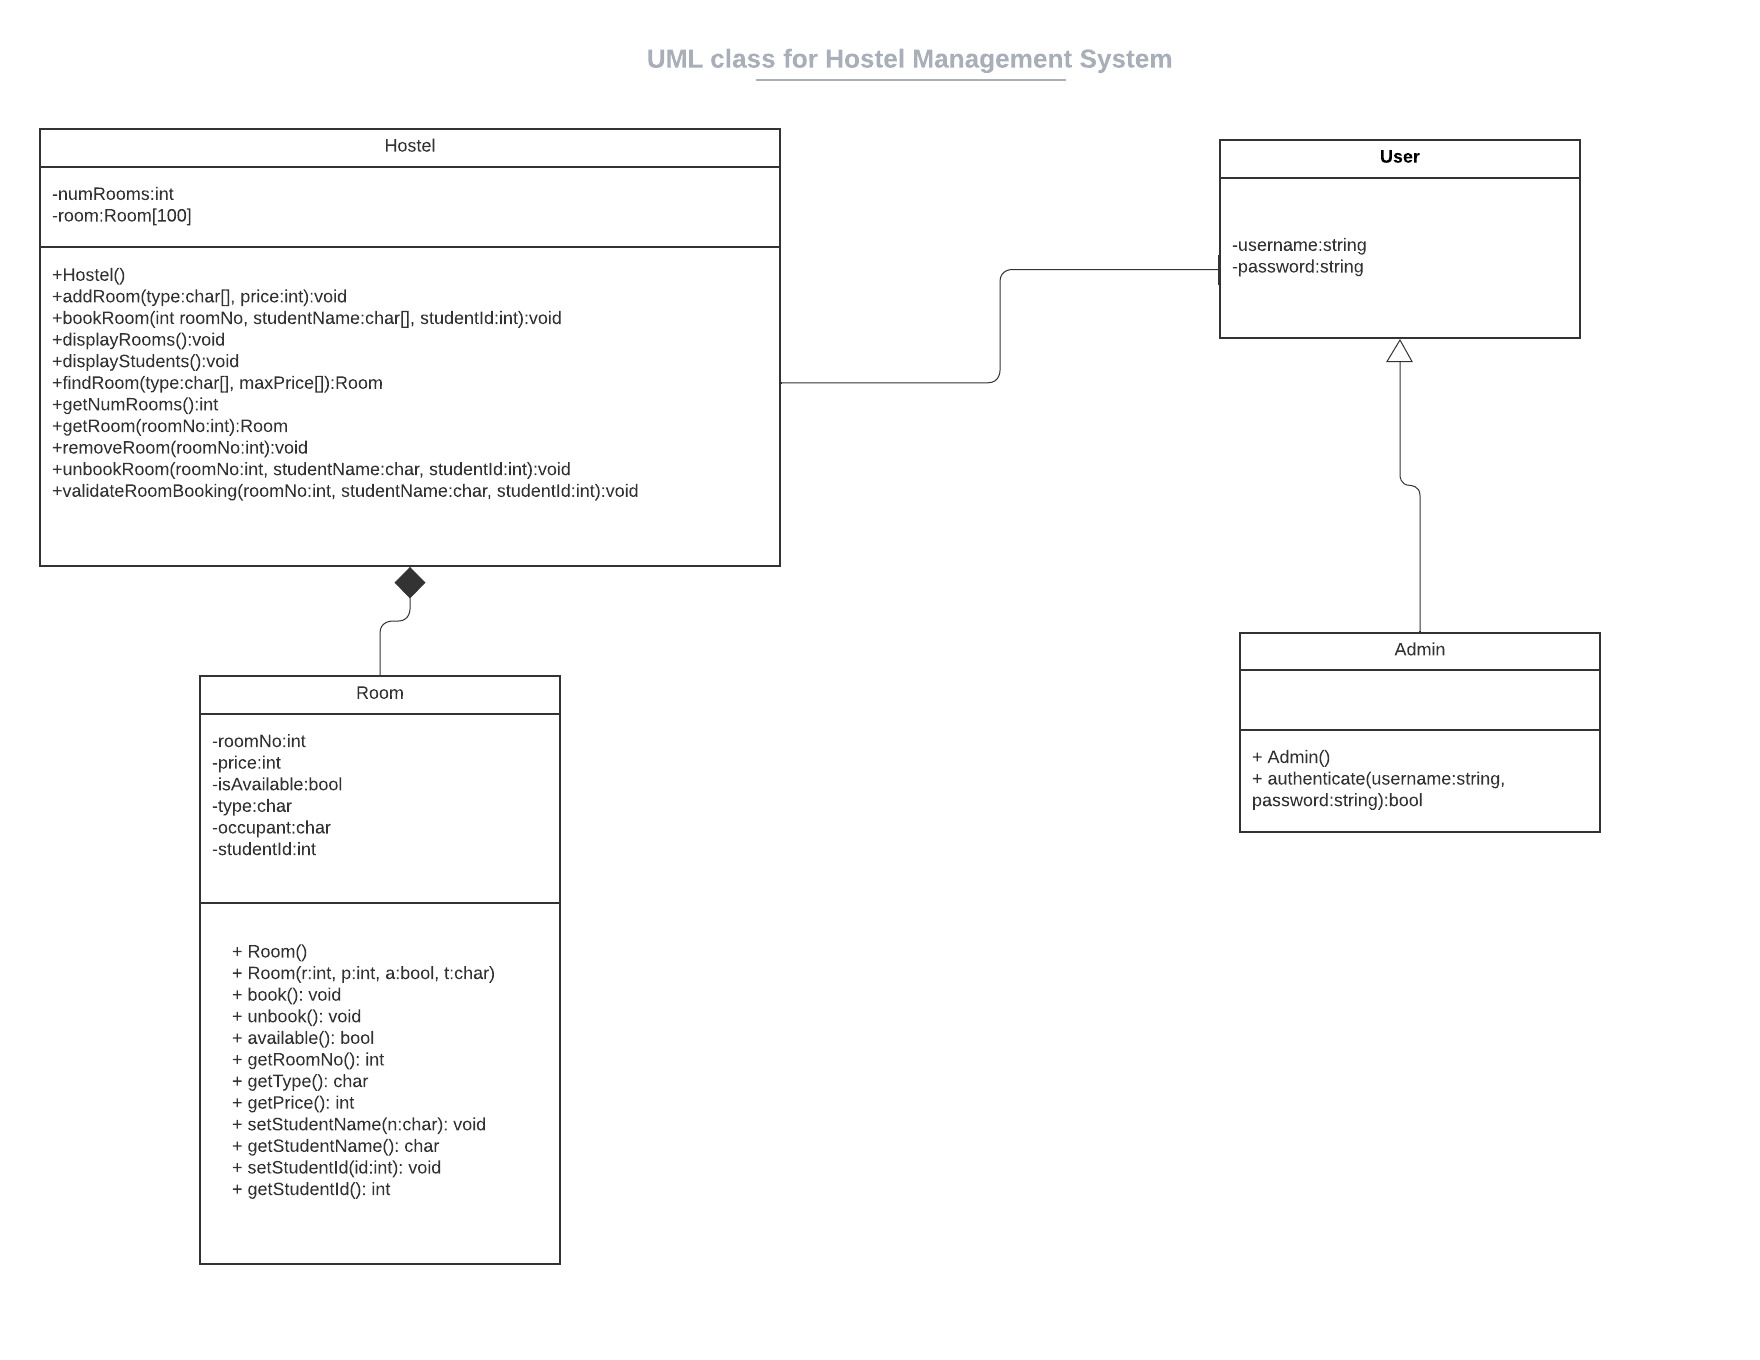 UML class for Hostel Management System
Hostel
-numRooms:int
-room:Room[100]
+Hostel()
+addRoom(type:char[], price:int):void
+bookRoom(int roomNo, studentName:char[], studentId:int):void
+displayRooms():void
+displayStudents():void
+findRoom(type:char[], maxPrice[]):Room
+getNumRooms():int
+getRoom(roomNo:int):Room
+removeRoom(roomNo:int):void
+unbookRoom(roomNo:int, studentName:char, studentId:int):void
+validateRoomBooking(roomNo:int, studentName:char, studentId:int):void
User
-username:string
-password:string
Room
-roomNo:int
-price:int
-isAvailable:bool
-type:char
-occupant:char
-studentId:int
+ Room()
+ Room(r:int, p:int, a:bool, t:char)
+ book(): void
+ unbook(): void
+ available(): bool
+ getRoomNo(): int
+ getType(): char
+ getPrice(): int
+ setStudentName(n:char): void
+ getStudentName(): char
+ setStudentId(id:int): void
+ getStudentId(): int
Admin
+ Admin()
+ authenticate(username:string,
password:string):bool